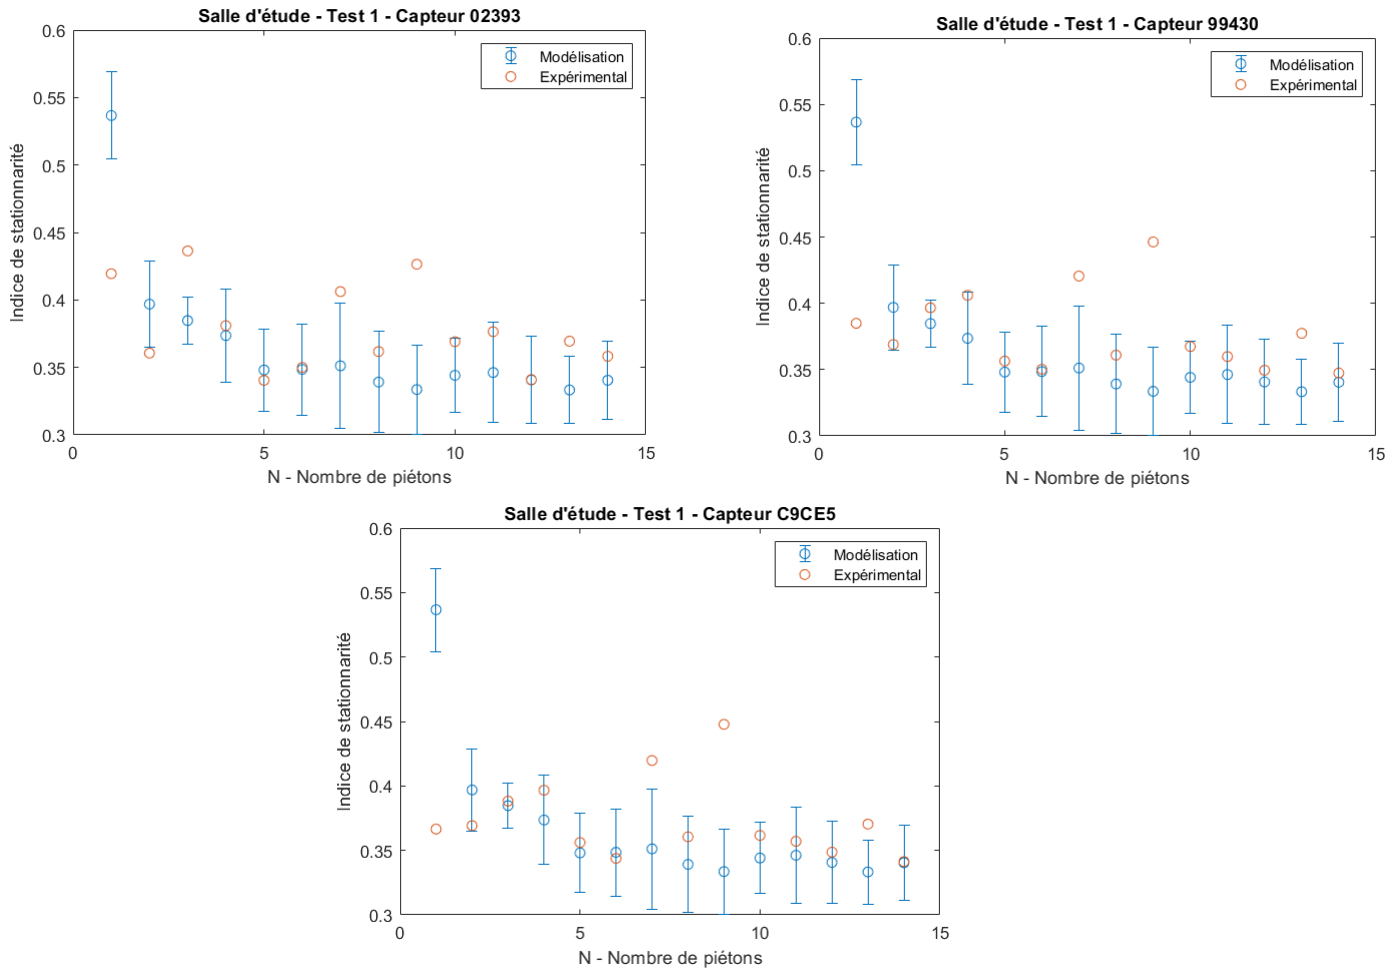 Salle d'étude - Test 1 - Capteur 02393
0.6
0.55
0.5
0.45
0.4
0.35
0.3
0
5
10
15
Indice de stationnarité
N - Nombre de piétons
Modélisation
Expérimental
Salle d'étude - Test 1 - Capteur 99430
0.6
0.55
0.5
0.45
0.4
0.35
0.3
0
5
10
15
Indice de stationnarité
N - Nombre de piétons
Modélisation
Expérimental
Salle d'étude - Test 1 - Capteur C9CE5
0.6
0.55
0.5
0.45
0.4
0.35
0.3
0
5
10
15
Indice de stationnarité
N - Nombre de piétons
Modélisation
Expérimental